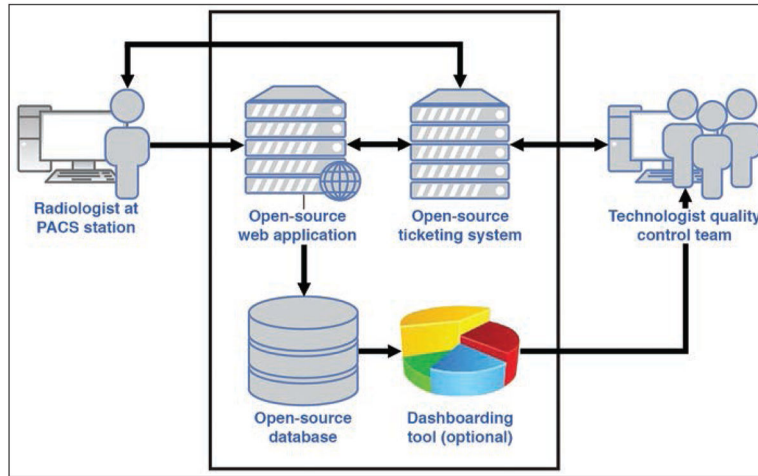 Radiologist at
PACS station
Open-source
web application
Open-source
ticketing system
Technologist quality
control team
Open-source
database
Dashboarding
tool (optional)